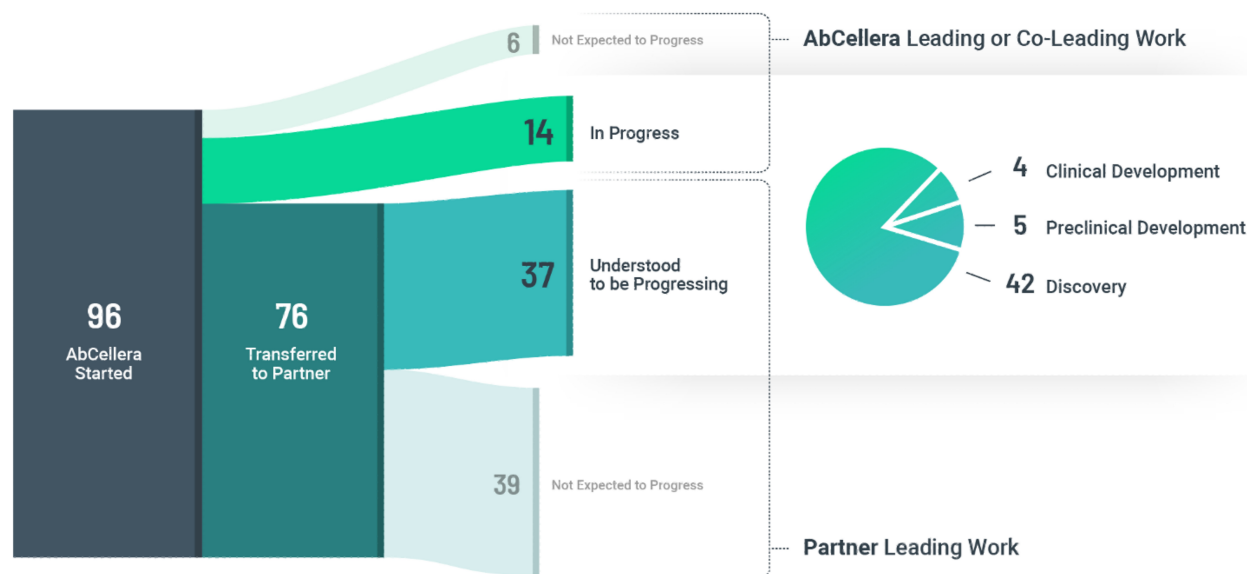 96
AbCellera
Started
76
Transferred
to Partner
6 Not Expected to Progress
14 In Progress
37 Understood
to be Progressing
39 Not Expected to Progress
AbCellera Leading or Co-Leading Work
4 Clinical Development
5 Preclinical Development
42 Discovery
Partner Leading Work